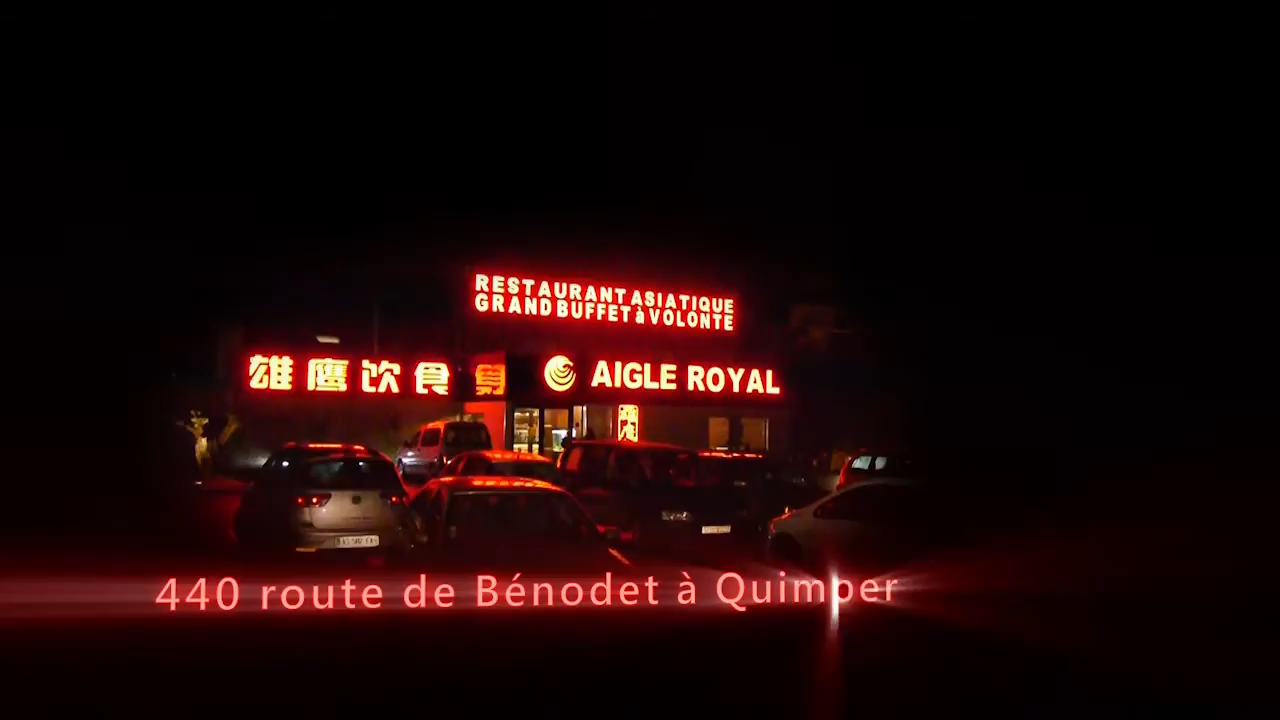 RESTAURANT ASIATIQUE
GRAND BUFFET à VOLONTE
雄鹰饮食
AIGLE ROYAL
440 route de Bénodet à Quimper